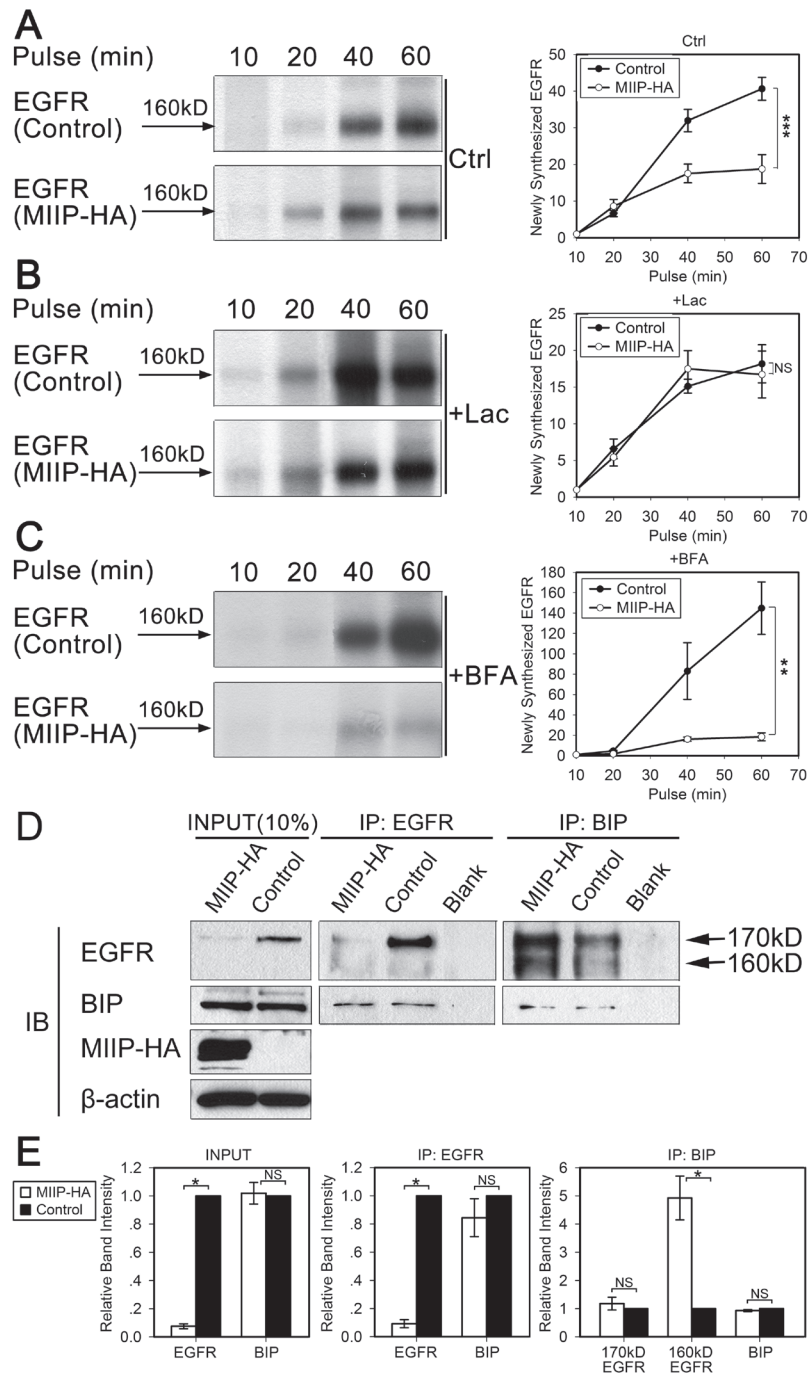 A
Pulse (min) 10 20 40 60
EGFR
(Control)
160kD
EGFR
(MIIP-HA)
160kD
Ctrl
Ctrl
Newly Synthesized EGFR
50
40
30
20
10
0
Control
MIIP-HA
***
10 20 30 40 50 60 70
Pulse (min)
B
Pulse (min) 10 20 40 60
EGFR
(Control)
160kD
EGFR
(MIIP-HA)
160kD
+Lac
+Lac
Newly Synthesized EGFR
25
20
15
10
5
0
Control
MIIP-HA
NS
10 20 30 40 50 60 70
Pulse (min)
C
Pulse (min) 10 20 40 60
EGFR
(Control)
160kD
EGFR
(MIIP-HA)
160kD
+BFA
+BFA
Newly Synthesized EGFR
180
160
140
120
100
80
60
40
20
0
Control
MIIP-HA
**
10 20 30 40 50 60 70
Pulse (min)
D
INPUT(10%) IP: EGFR IP: BIP
MIIP-HA Control MIIP-HA Control Blank MIIP-HA Control Blank
IB
EGFR
170kD
160kD
BIP
MIIP-HA
β-actin
E
MIIP-HA
Control
INPUT
Relative Band Intensity
1.2
1.0
.8
.6
.4
.2
0.0
* NS
EGFR BIP
IP: EGFR
Relative Band Intensity
1.2
1.0
.8
.6
.4
.2
0.0
* NS
EGFR BIP
IP: BIP
Relative Band Intensity
6
5
4
3
2
1
0
NS * NS
170kD EGFR
160kD EGFR
BIP